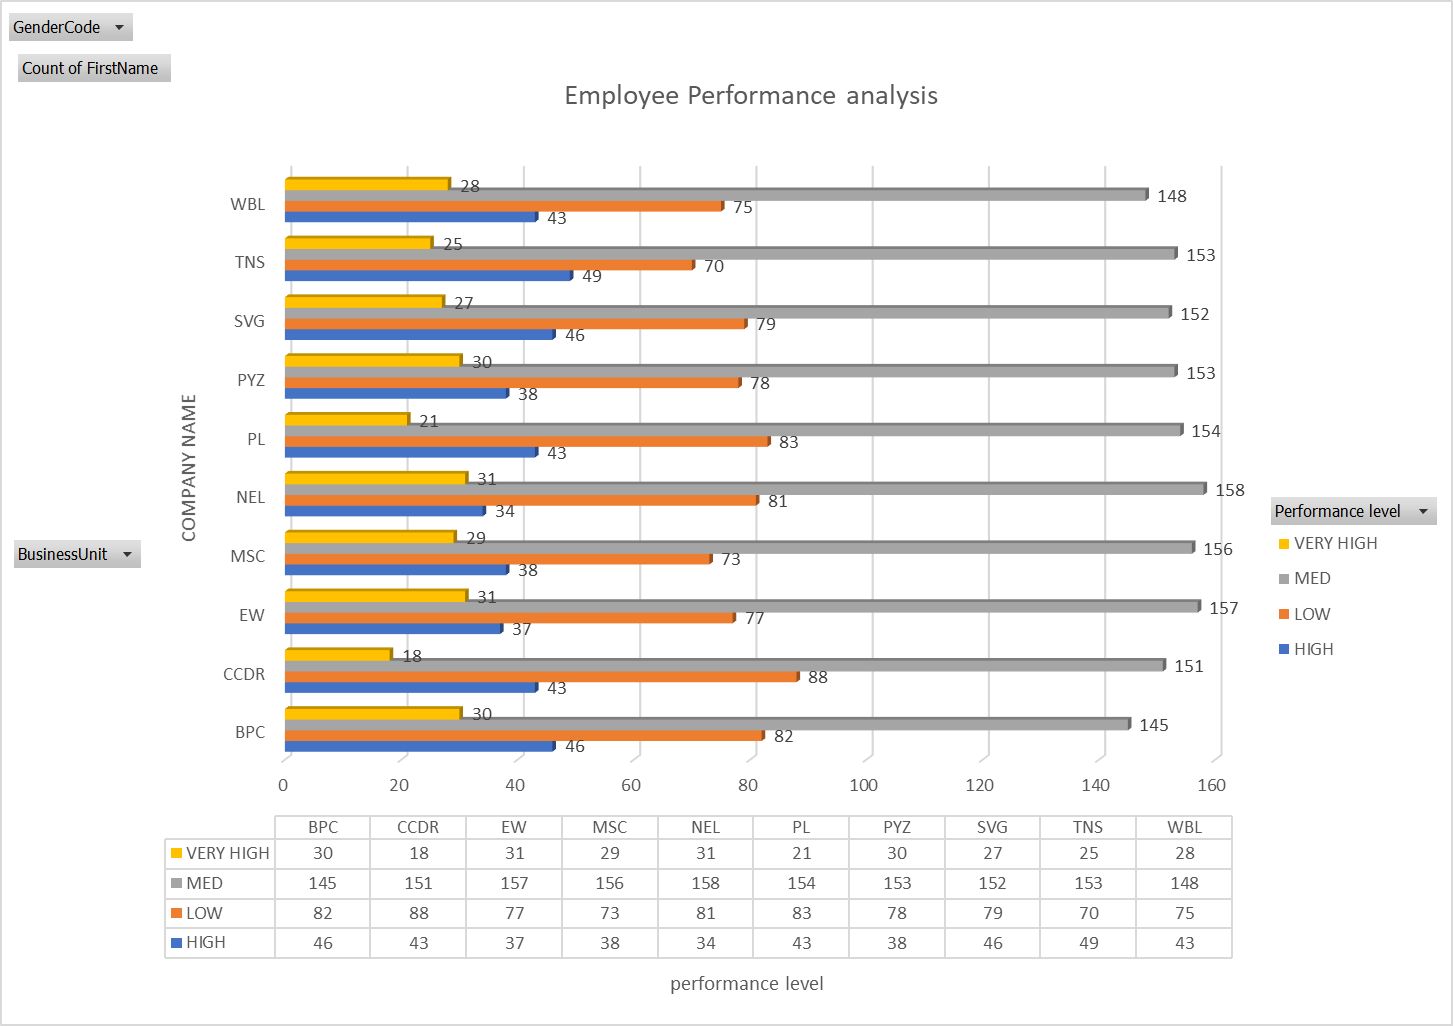 GenderCode
Count of FirstName
Employee Performance analysis
28
WBL
148
75
43
25
TNS
153
70
49
27
SVG
152
79
46
30
PYZ
153
78
38
21
PL
154
83
43
31
NEL
158
81
34
29
MSC
156
73
38
31
EW
157
77
37
18
CCDR
151
88
43
30
BPC
145
82
46
COMPANY NAME
BusinessUnit
Performance level
VERY HIGH
MED
LOW
HIGH
0 20 40 60 80 100 120 140 160
BPC CCDR EW MSC NEL PL PYZ SVG TNS WBL
VERY HIGH 30 18 31 29 31 21 30 27 25 28
MED 145 151 157 156 158 154 153 152 153 148
LOW 82 88 77 73 81 83 78 79 70 75
HIGH 46 43 37 38 34 43 38 46 49 43
performance level